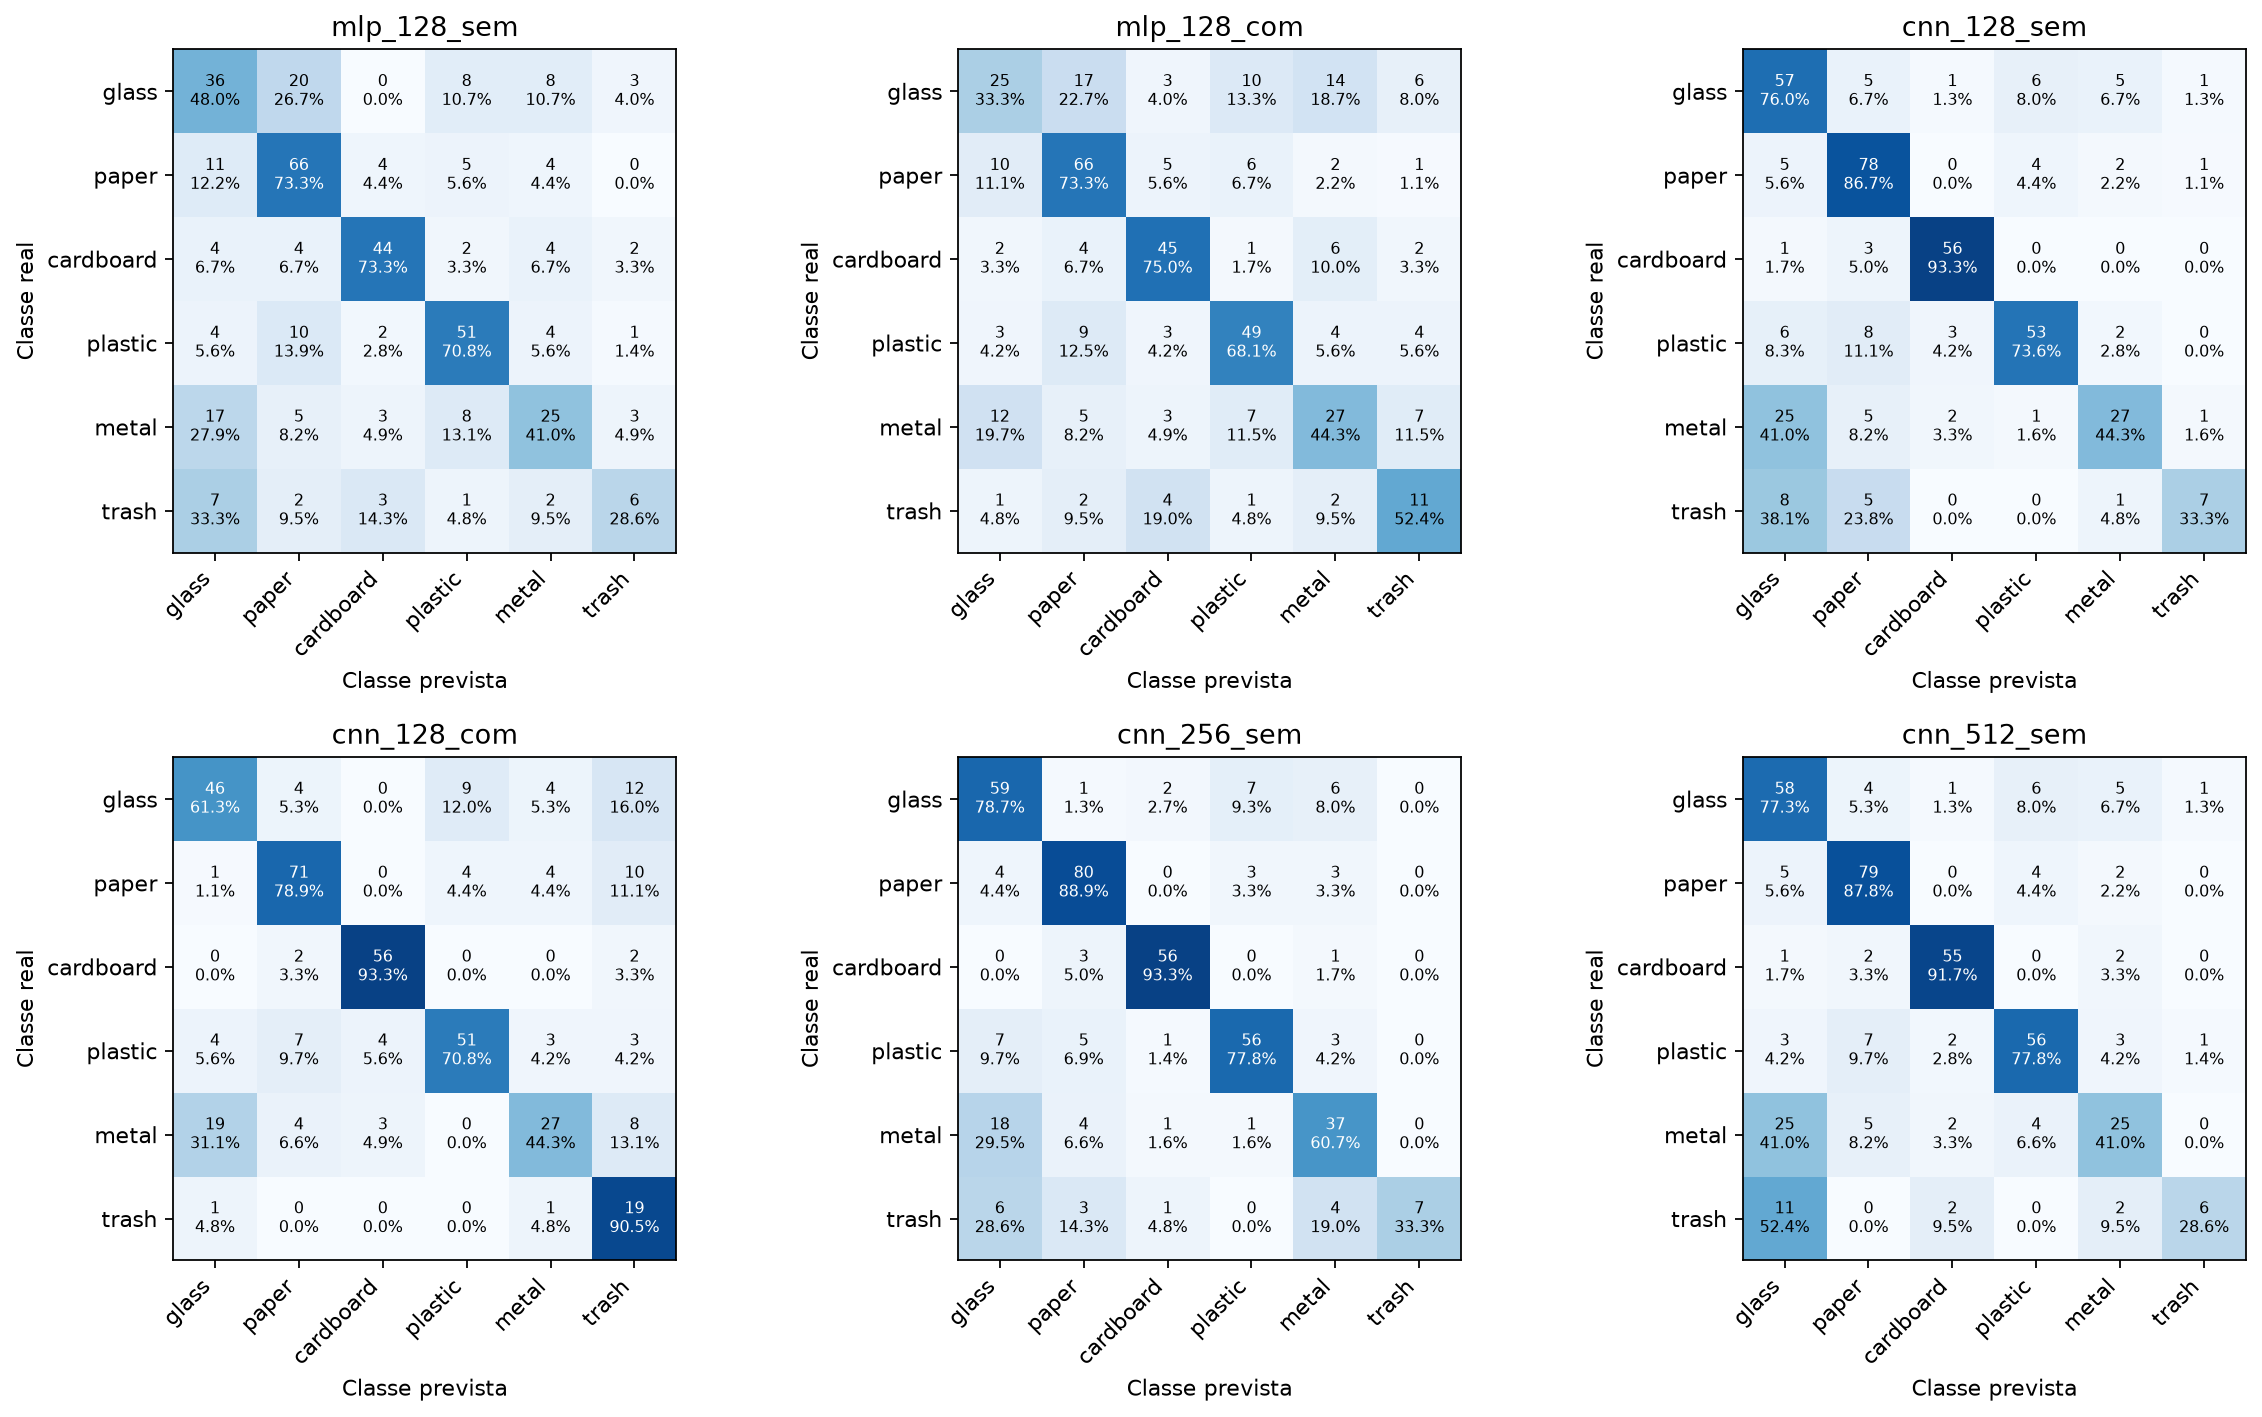 mlp_128_sem
Classe real
glass
36 20 0 8 8 3
48.0% 26.7% 0.0% 10.7% 10.7% 4.0%
paper
11 66 4 5 4 0
12.2% 73.3% 4.4% 5.6% 4.4% 0.0%
cardboard
4 4 44 2 4 2
6.7% 6.7% 73.3% 3.3% 6.7% 3.3%
plastic
4 10 2 51 4 1
5.6% 13.9% 2.8% 70.8% 5.6% 1.4%
metal
17 5 3 8 25 3
27.9% 8.2% 4.9% 13.1% 41.0% 4.9%
trash
7 2 3 1 2 6
33.3% 9.5% 14.3% 4.8% 9.5% 28.6%
glass paper cardboard plastic metal trash
Classe prevista
mlp_128_com
Classe real
glass
25 17 3 10 14 6
33.3% 22.7% 4.0% 13.3% 18.7% 8.0%
paper
10 66 5 6 2 1
11.1% 73.3% 5.6% 6.7% 2.2% 1.1%
cardboard
2 4 45 1 6 2
3.3% 6.7% 75.0% 1.7% 10.0% 3.3%
plastic
3 9 3 49 4 4
4.2% 12.5% 4.2% 68.1% 5.6% 5.6%
metal
12 5 3 7 27 7
19.7% 8.2% 4.9% 11.5% 44.3% 11.5%
trash
1 2 4 1 2 11
4.8% 9.5% 19.0% 4.8% 9.5% 52.4%
glass paper cardboard plastic metal trash
Classe prevista
cnn_128_sem
Classe real
glass
57 5 1 6 5 1
76.0% 6.7% 1.3% 8.0% 6.7% 1.3%
paper
5 78 0 4 2 1
5.6% 86.7% 0.0% 4.4% 2.2% 1.1%
cardboard
1 3 56 0 0 0
1.7% 5.0% 93.3% 0.0% 0.0% 0.0%
plastic
6 8 3 53 2 0
8.3% 11.1% 4.2% 73.6% 2.8% 0.0%
metal
25 5 2 1 27 1
41.0% 8.2% 3.3% 1.6% 44.3% 1.6%
trash
8 5 0 0 1 7
38.1% 23.8% 0.0% 0.0% 4.8% 33.3%
glass paper cardboard plastic metal trash
Classe prevista
cnn_128_com
Classe real
glass
46 4 0 9 4 12
61.3% 5.3% 0.0% 12.0% 5.3% 16.0%
paper
1 71 0 4 4 10
1.1% 78.9% 0.0% 4.4% 4.4% 11.1%
cardboard
0 2 56 0 0 2
0.0% 3.3% 93.3% 0.0% 0.0% 3.3%
plastic
4 7 4 51 3 3
5.6% 9.7% 5.6% 70.8% 4.2% 4.2%
metal
19 4 3 0 27 8
31.1% 6.6% 4.9% 0.0% 44.3% 13.1%
trash
1 0 0 0 1 19
4.8% 0.0% 0.0% 0.0% 4.8% 90.5%
glass paper cardboard plastic metal trash
Classe prevista
cnn_256_sem
Classe real
glass
59 1 2 7 6 0
78.7% 1.3% 2.7% 9.3% 8.0% 0.0%
paper
4 80 0 3 3 0
4.4% 88.9% 0.0% 3.3% 3.3% 0.0%
cardboard
0 3 56 0 1 0
0.0% 5.0% 93.3% 0.0% 1.7% 0.0%
plastic
7 5 1 56 3 0
9.7% 6.9% 1.4% 77.8% 4.2% 0.0%
metal
18 4 1 1 37 0
29.5% 6.6% 1.6% 1.6% 60.7% 0.0%
trash
6 3 1 0 4 7
28.6% 14.3% 4.8% 0.0% 19.0% 33.3%
glass paper cardboard plastic metal trash
Classe prevista
cnn_512_sem
Classe real
glass
58 4 1 6 5 1
77.3% 5.3% 1.3% 8.0% 6.7% 1.3%
paper
5 79 0 4 2 0
5.6% 87.8% 0.0% 4.4% 2.2% 0.0%
cardboard
1 2 55 0 2 0
1.7% 3.3% 91.7% 0.0% 3.3% 0.0%
plastic
3 7 2 56 3 1
4.2% 9.7% 2.8% 77.8% 4.2% 1.4%
metal
25 5 2 4 25 0
41.0% 8.2% 3.3% 6.6% 41.0% 0.0%
trash
11 0 2 0 2 6
52.4% 0.0% 9.5% 0.0% 9.5% 28.6%
glass paper cardboard plastic metal trash
Classe prevista